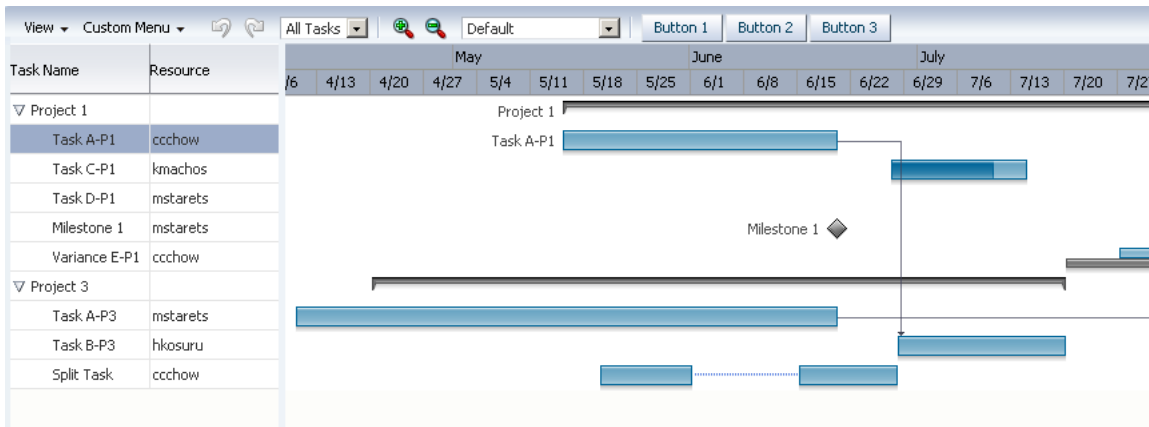 View Custom Menu All Tasks Default Button 1 Button 2 Button 3
Task Name Resource May June July
/6 4/13 4/20 4/27 5/4 5/11 5/18 5/25 6/1 6/8 6/15 6/22 6/29 7/6 7/13 7/20 7/2
Project 1 Project 1
Task A-P1 ccchow Task A-P1
Task C-P1 kmachos
Task D-P1 mstarets
Milestone 1 mstarets Milestone 1
Variance E-P1 ccchow
Project 3
Task A-P3 mstarets
Task B-P3 hkosuru
Split Task ccchow